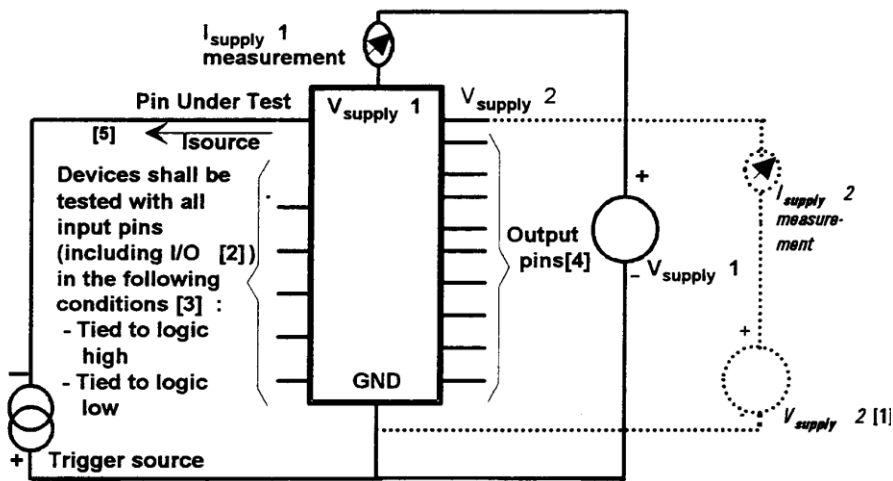 I supply 1
measurement
Pin Under Test
V supply 1
V supply 2
[5]
Isource
Devices shall be
tested with all
input pins
(including I/O [2])
in the following
conditions [3] :
- Tied to logic
high
- Tied to logic
low
GND
Output
pins[4]
+
- V supply 1
I supply 2
measure-
ment
+
-
V supply 2 [1]
-
+ Trigger source